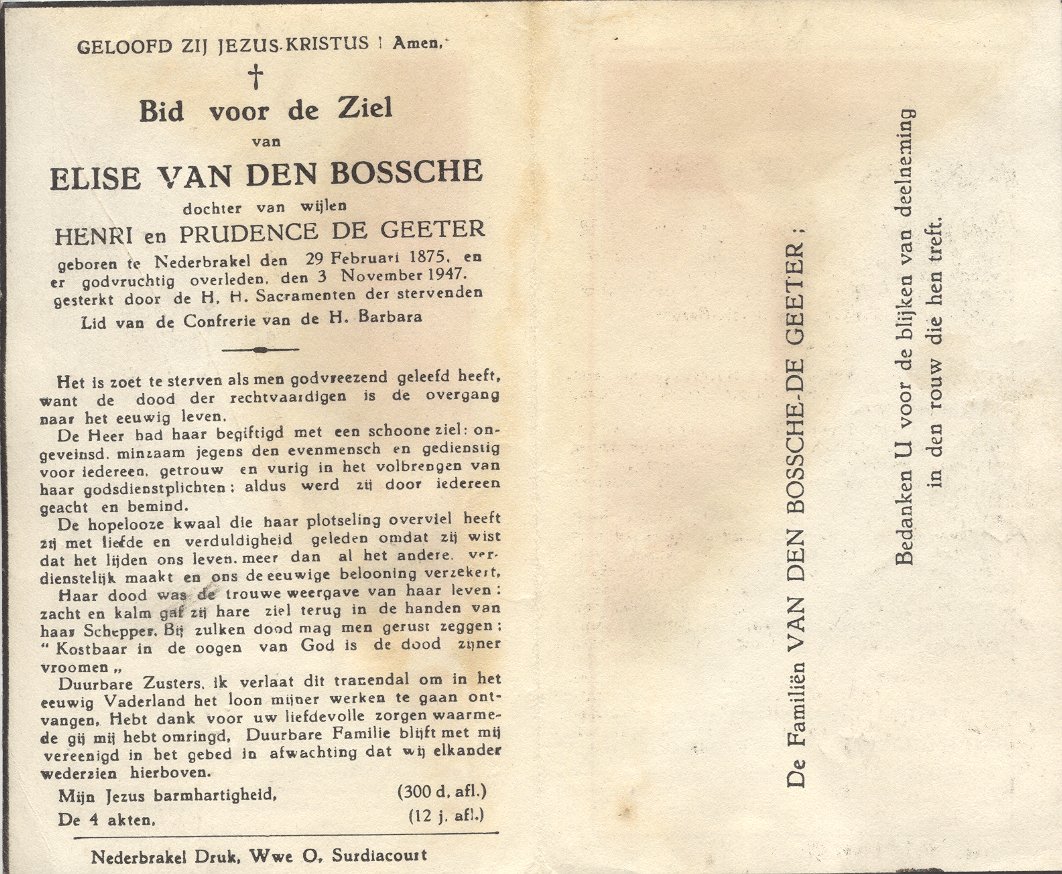 GELOOFD ZIJ JEZUS-KRISTUS ! Amen.
Bid voor de Ziel
van
ELISE VAN DEN BOSSCHE
dochter van wijlen
HENRI en PRUDENCE DE GEETER
geboren te Nederbrakel den 29 Februari 1875, en
er godvruchtig overleden, den 3 November 1947.
gesterkt door de H. H. Sacramenten der stervenden
Lid van de Confrerie van de H. Barbara
Het is zoet te sterven als men godvreezend geleefd heeft,
want de dood der rechtvaardigen is de overgang
naar het eeuwig leven.
De Heer had haar begiftigd met een schoone ziel: on-
geveinsd, minzaam jegens den evenmensch en gedienstig
voor iedereen, getrouw en vurig in het volbrengen van
haar godsdienstplichten; aldus werd zij door iedereen
geacht en bemind.
De hopelooze kwaal die haar plotseling overviel heeft
zij met liefde en verduldigheid geleden omdat zij wist
dat het lijden ons leven, meer dan al het andere, ver-
dienstelijk maakt en ons de eeuwige belooning verzekert.
Haar dood was de trouwe weergave van haar leven:
zacht en kalm gaf zij hare ziel terug in de handen van
haar Schepper. Bij zulken dood mag men gerust zeggen:
" Kostbaar in de oogen van God is de dood zijner
vroomen „
Duurbare Zusters, ik verlaat dit tranendal om in het
eeuwig Vaderland het loon mijner werken te gaan ont-
vangen. Hebt dank voor uw liefdevolle zorgen waarme-
de gij mij hebt omringd, Duurbare Familie blijft met mij
vereenigd in het gebed in afwachting dat wij elkander
wederzien hierboven.
Mijn Jezus barmhartigheid, (300 d. afl.)
De 4 akten, (12 j. afl.)
Nederbrakel Druk, Wwe O. Surdiacourt
De Familiën VAN DEN BOSSCHE-DE GEETER ;
Bedanken U voor de blijken van deelneming
in den rouw die hen treft.